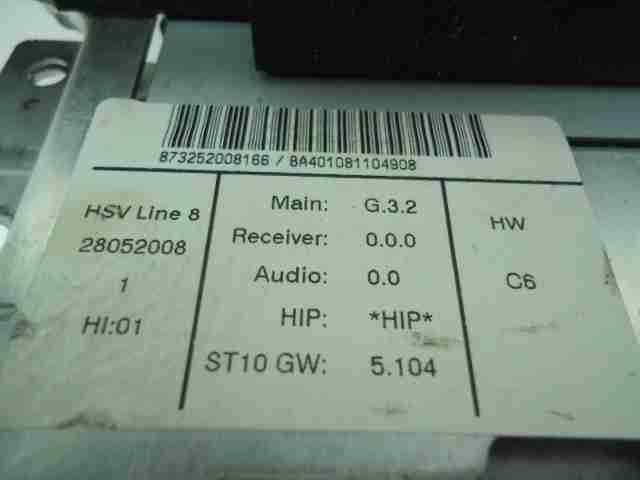 873252008166 / 8A401081104908
HSV Line 8
28052008
1
HI:01
Main: G.3.2
Receiver: 0.0.0
Audio: 0.0
HIP: *HIP*
ST10 GW: 5.104
HW
C6